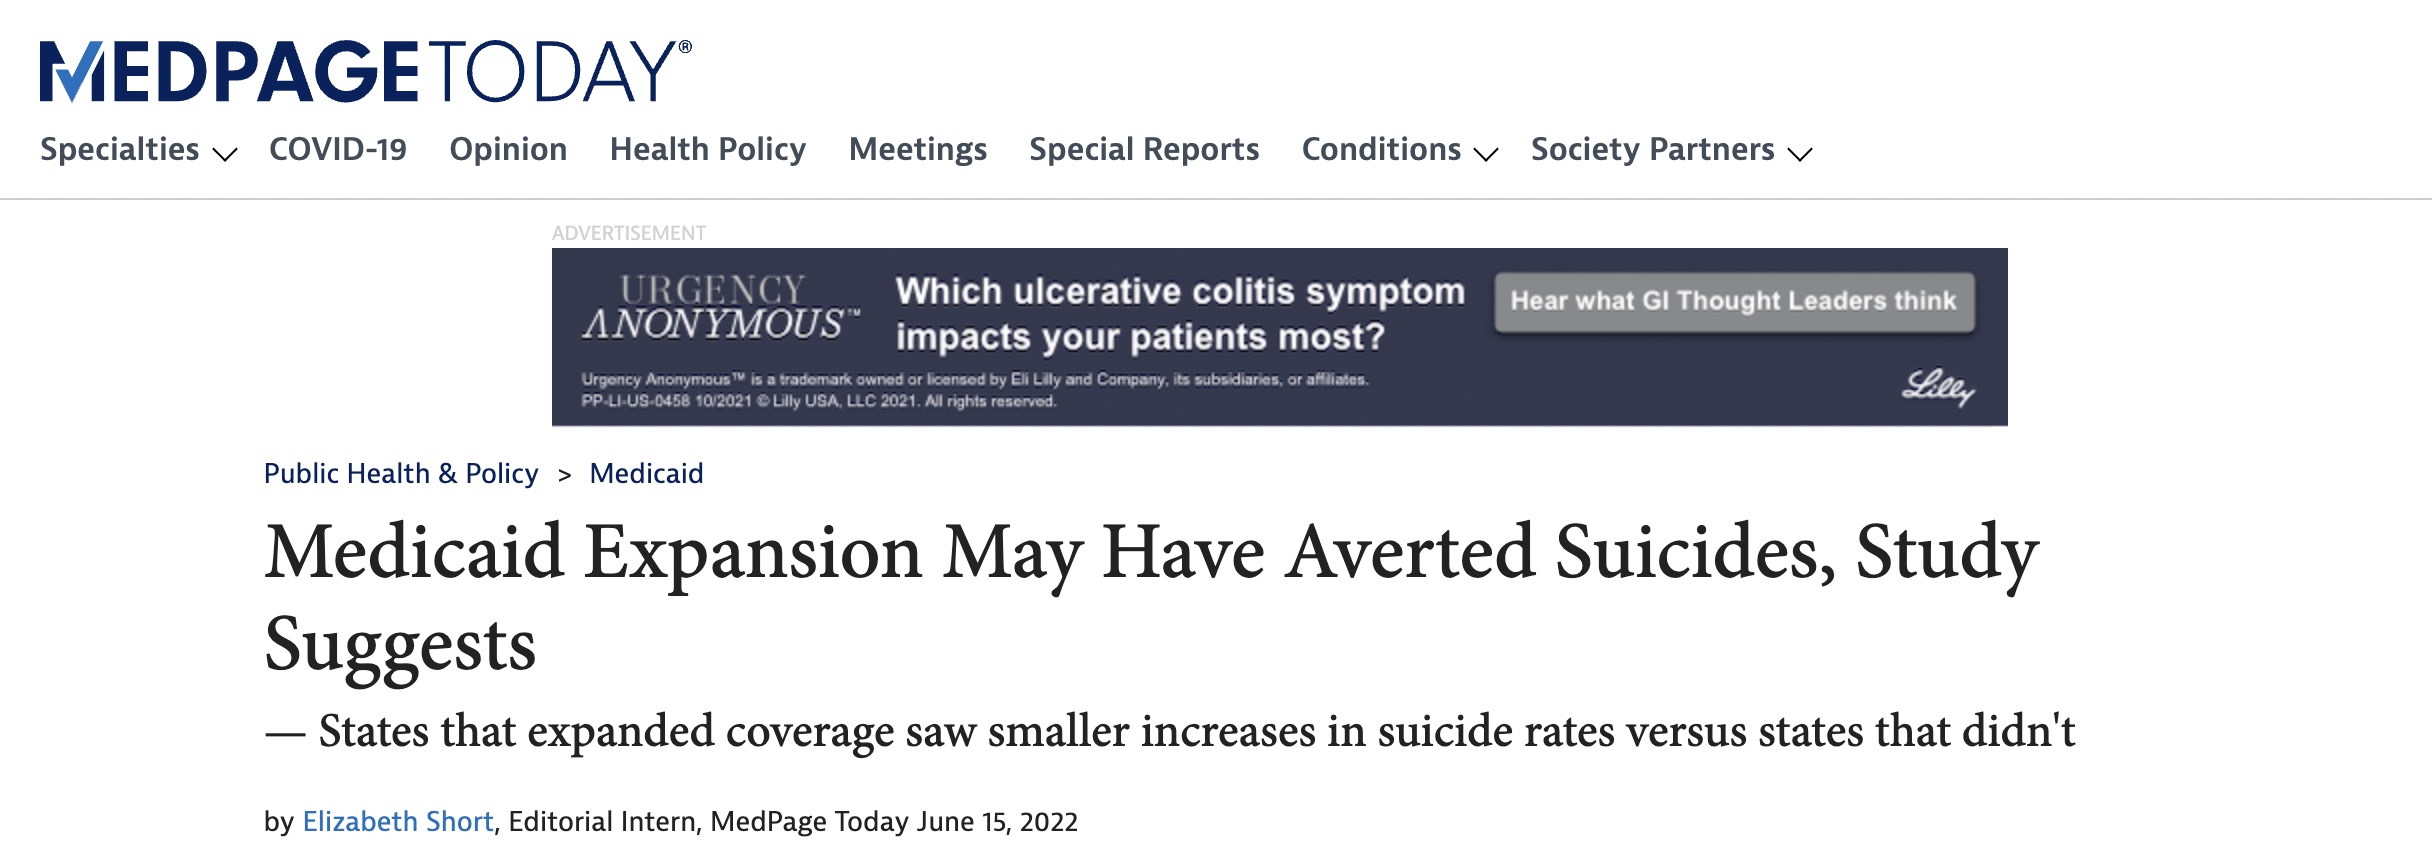 MEDPAGE TODAY®
Specialties COVID-19 Opinion Health Policy Meetings Special Reports Conditions Society Partners
ADVERTISEMENT
URGENCY
ANONYMOUS™
Which ulcerative colitis symptom
impacts your patients most?
Hear what GI Thought Leaders think
Urgency Anonymous™ is a trademark owned or licensed by Eli Lilly and Company, its subsidiaries, or affiliates.
PP-LI-US-0458 10/2021 © Lilly USA, LLC 2021. All rights reserved.
Lilly
Public Health & Policy > Medicaid
Medicaid Expansion May Have Averted Suicides, Study
Suggests
— States that expanded coverage saw smaller increases in suicide rates versus states that didn't
by Elizabeth Short, Editorial Intern, MedPage Today June 15, 2022